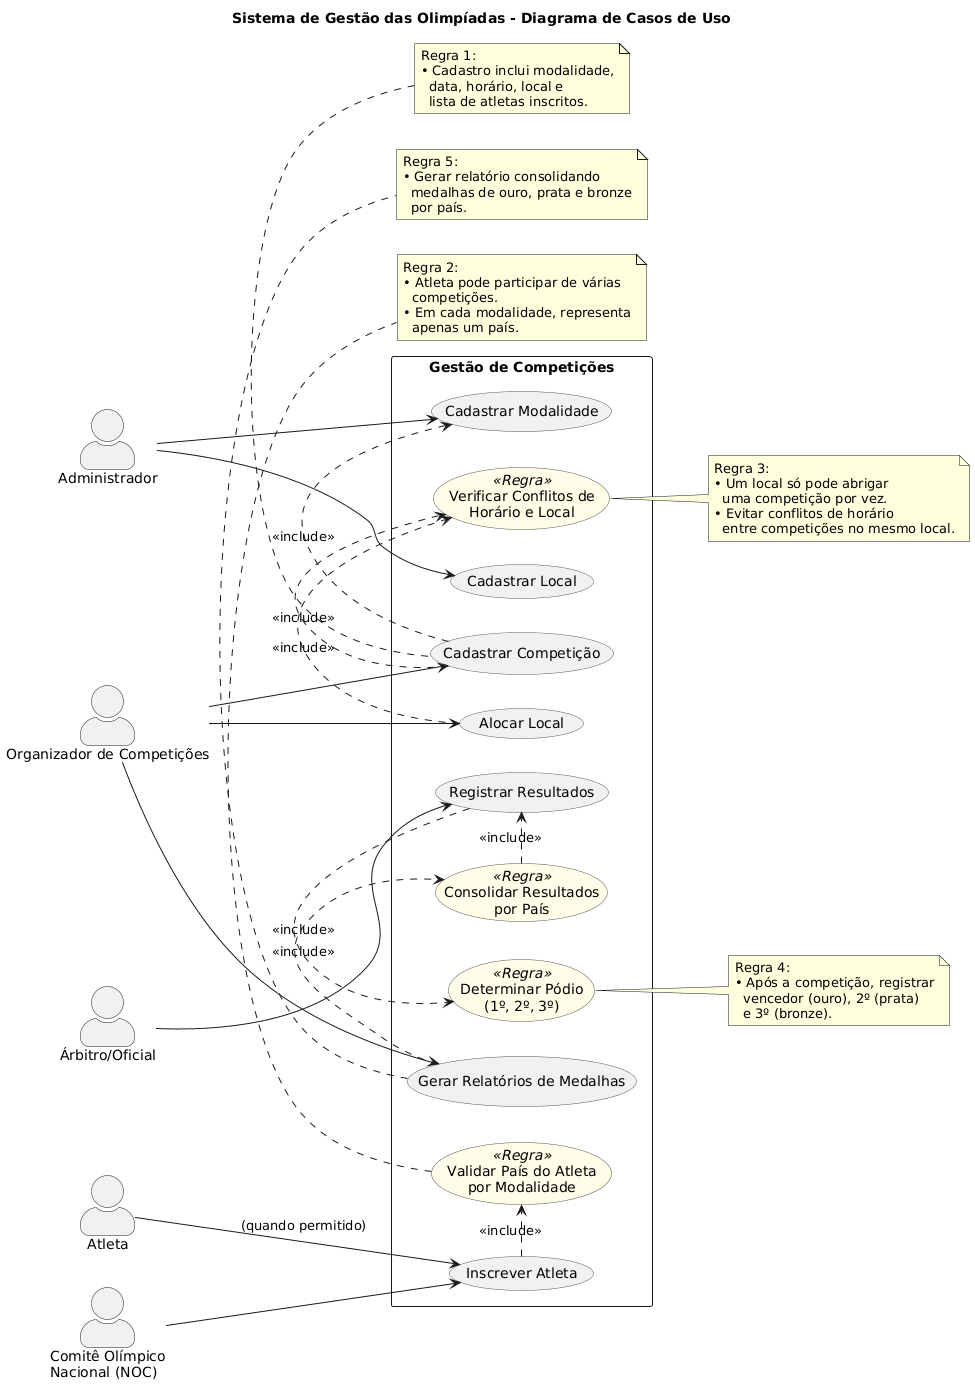 Sistema de Gestão das Olimpíadas - Diagrama de Casos de Uso
Regra 1:
• Cadastro inclui modalidade,
data, horário, local e
lista de atletas inscritos.
Regra 5:
• Gerar relatório consolidando
medalhas de ouro, prata e bronze
por país.
Regra 2:
• Atleta pode participar de várias
competições.
• Em cada modalidade, representa
apenas um país.
Gestão de Competições
Cadastrar Modalidade
Administrador
«Regra»
Verificar Conflitos de
Horário e Local
Regra 3:
• Um local só pode abrigar
uma competição por vez.
• Evitar conflitos de horário
entre competições no mesmo local.
«include»
Cadastrar Local
«include»
«include»
Cadastrar Competição
Organizador de Competições
Alocar Local
Registrar Resultados
«include»
«Regra»
Consolidar Resultados
por País
«include»
«include»
«Regra»
Determinar Pódio
(1º, 2º, 3º)
Regra 4:
• Após a competição, registrar
vencedor (ouro), 2º (prata)
e 3º (bronze).
Árbitro/Oficial
Gerar Relatórios de Medalhas
«Regra»
Validar País do Atleta
por Modalidade
(quando permitido)
«include»
Atleta
Inscrever Atleta
Comitê Olímpico
Nacional (NOC)